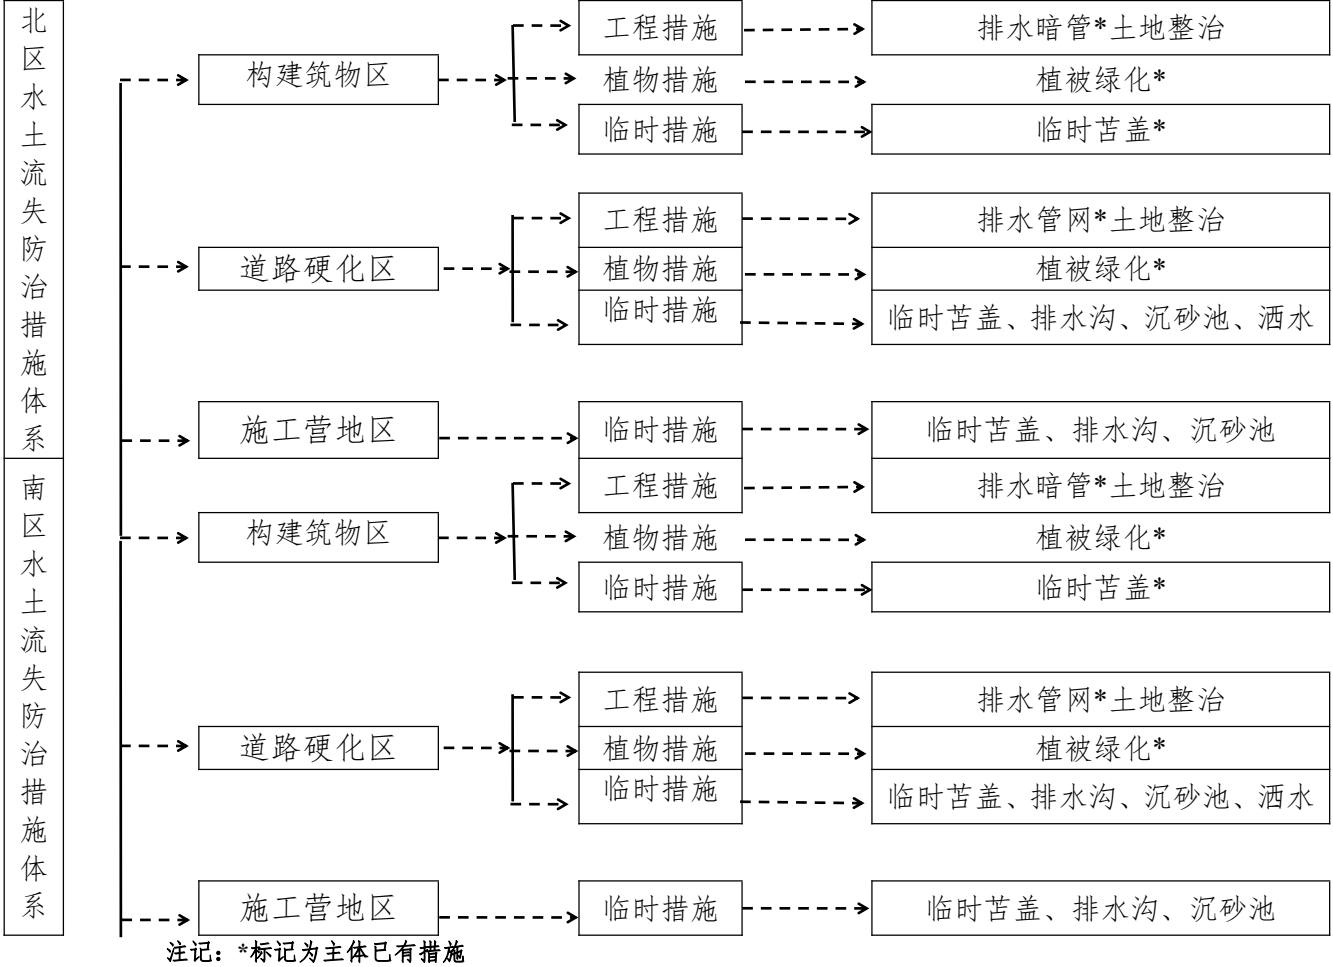 北区水土流失防治措施体系
构建筑物区
工程措施
排水暗管*土地整治
植物措施
植被绿化*
临时措施
临时苫盖*
道路硬化区
工程措施
排水管网*土地整治
植物措施
植被绿化*
临时措施
临时苫盖、排水沟、沉砂池、洒水
施工营地区
临时措施
临时苫盖、排水沟、沉砂池
南区水土流失防治措施体系
构建筑物区
工程措施
排水暗管*土地整治
植物措施
植被绿化*
临时措施
临时苫盖*
道路硬化区
工程措施
排水管网*土地整治
植物措施
植被绿化*
临时措施
临时苫盖、排水沟、沉砂池、洒水
施工营地区
临时措施
临时苫盖、排水沟、沉砂池
注记：*标记为主体已有措施